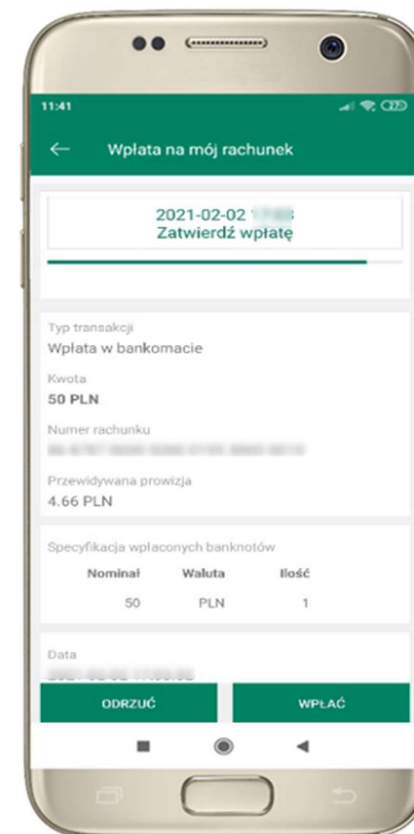 11:41
Wpłata na mój rachunek
2021-02-02
Zatwierdź wpłatę
Typ transakcji
Wpłata w bankomacie
Kwota
50 PLN
Numer rachunku
Przewidywana prowizja
4.66 PLN
Specyfikacja wpłaconych banknotów
Nominał Waluta Ilość
50 PLN 1
Data
ODRZUĆ WPŁAĆ